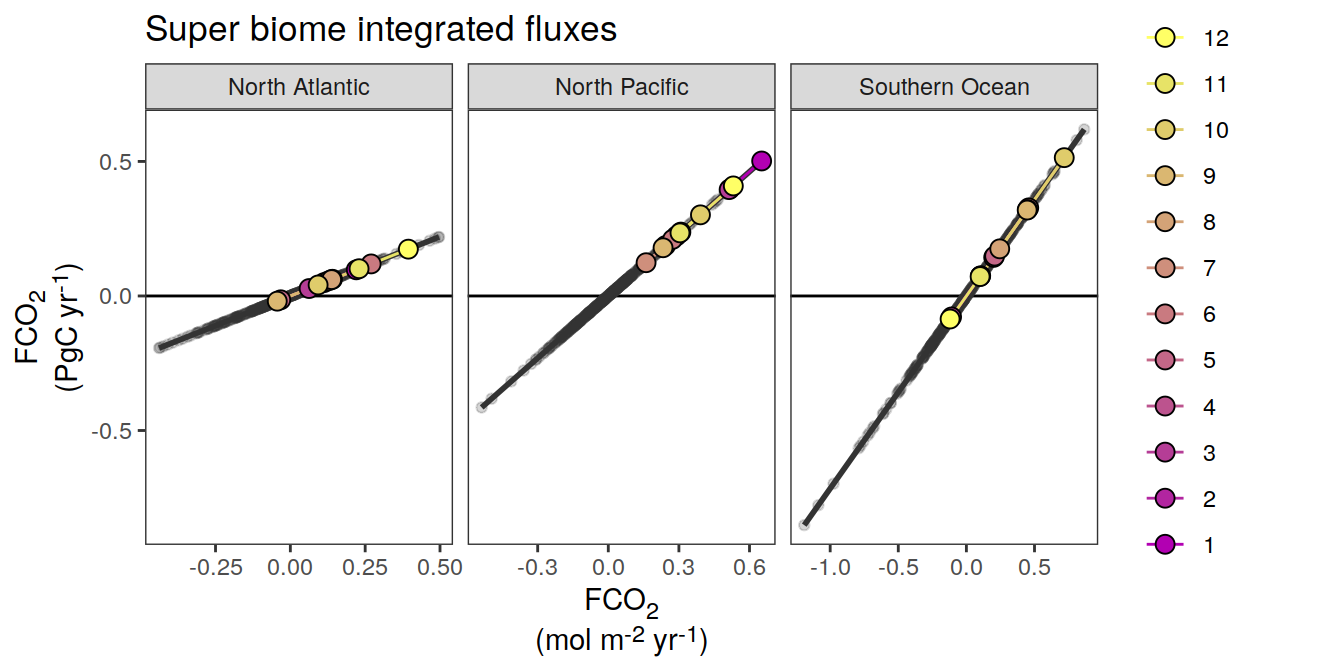 Super biome integrated fluxes
North Atlantic
North Pacific
Southern Ocean
FCO₂
(PgC yr⁻¹)
0.5
0.0
-0.5
-0.25 0.00 0.25 0.50
-0.3 0.0 0.3 0.6
-1.0 -0.5 0.0 0.5
FCO₂
(mol m⁻² yr⁻¹)
12
11
10
9
8
7
6
5
4
3
2
1